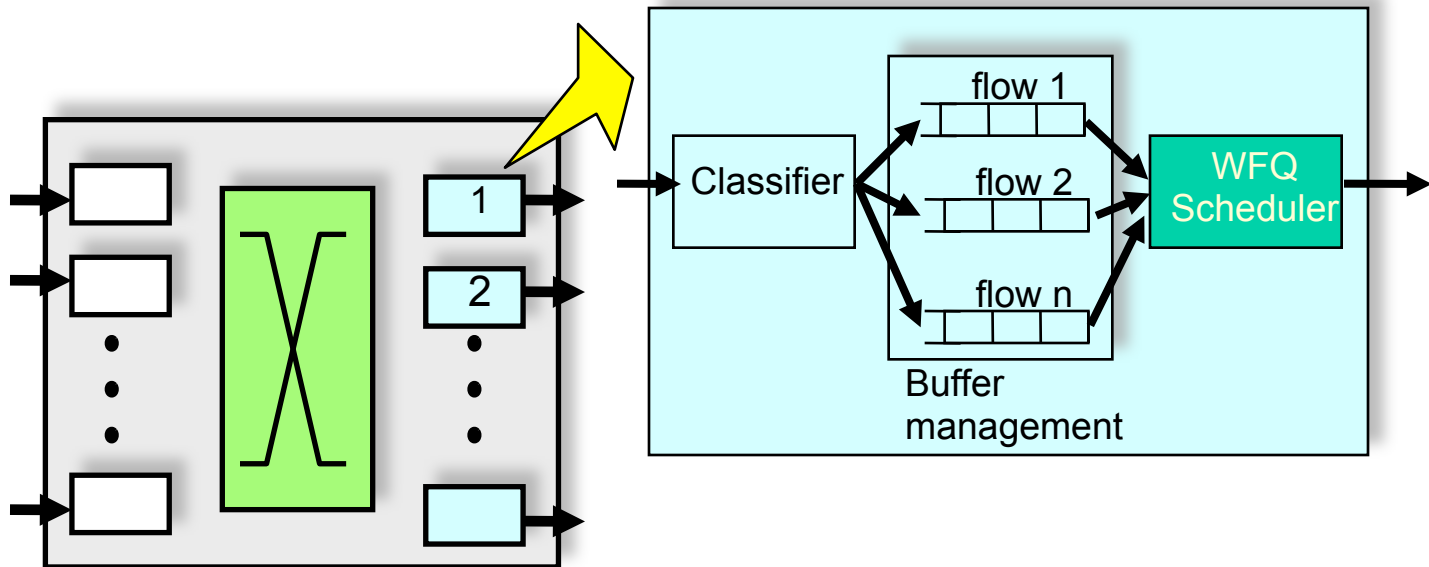 1
2
Classifier
flow 1
flow 2
flow n
Buffer
management
WFQ
Scheduler